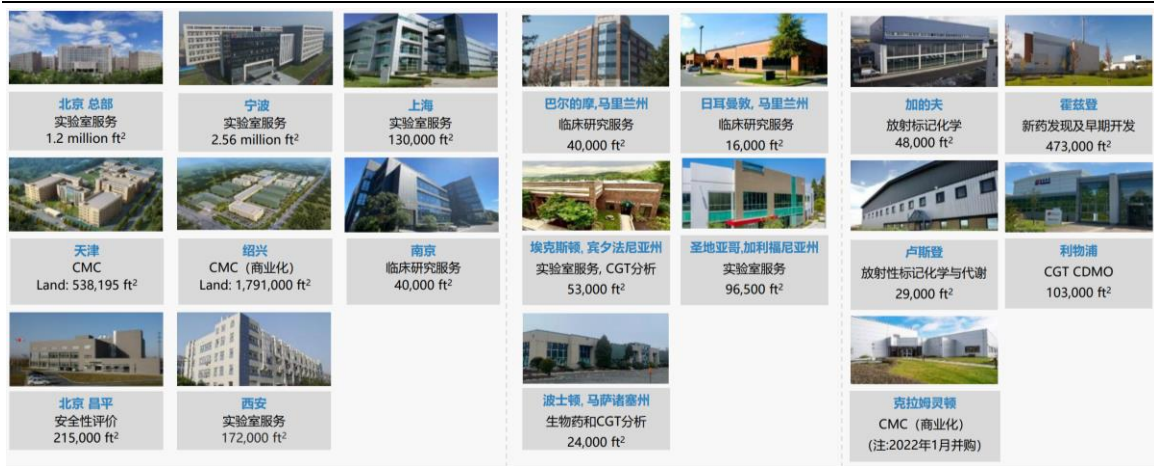 北京 总部
实验室服务
1.2 million ft²
宁波
实验室服务
2.56 million ft²
上海
实验室服务
130,000 ft²
巴尔的摩,马里兰州
临床研究服务
40,000 ft²
日耳曼敦, 马里兰州
临床研究服务
16,000 ft²
加的夫
放射标记化学
48,000 ft²
霍兹登
新药发现及早期开发
473,000 ft²
天津
CMC
Land: 538,195 ft²
绍兴
CMC（商业化）
Land: 1,791,000 ft²
南京
临床研究服务
40,000 ft²
埃克斯顿, 宾夕法尼亚州
实验室服务, CGT分析
53,000 ft²
圣地亚哥,加利福尼亚州
实验室服务
96,500 ft²
卢斯登
放射性标记化学与代谢
29,000 ft²
利物浦
CGT CDMO
103,000 ft²
北京 昌平
安全性评价
215,000 ft²
西安
实验室服务
172,000 ft²
波士顿, 马萨诸塞州
生物药和CGT分析
24,000 ft²
克拉姆灵顿
CMC（商业化）
(注:2022年1月并购)